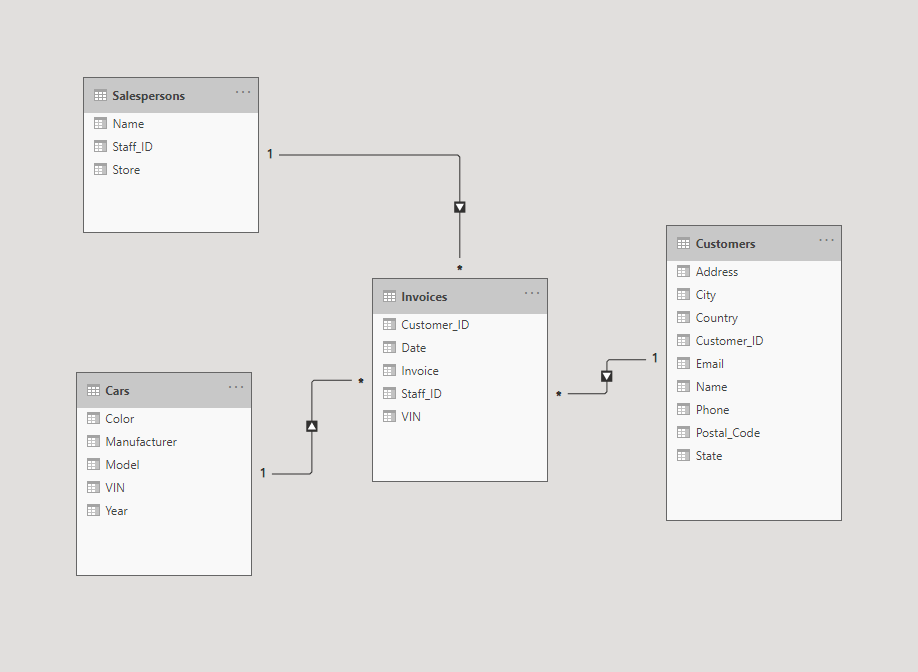 Salespersons
Name
Staff_ID
Store
1
*
Invoices
Customer_ID
Date
Invoice
Staff_ID
VIN
*
*
Customers
Address
City
Country
Customer_ID
Email
Name
Phone
Postal_Code
State
1
Cars
Color
Manufacturer
Model
VIN
Year
1